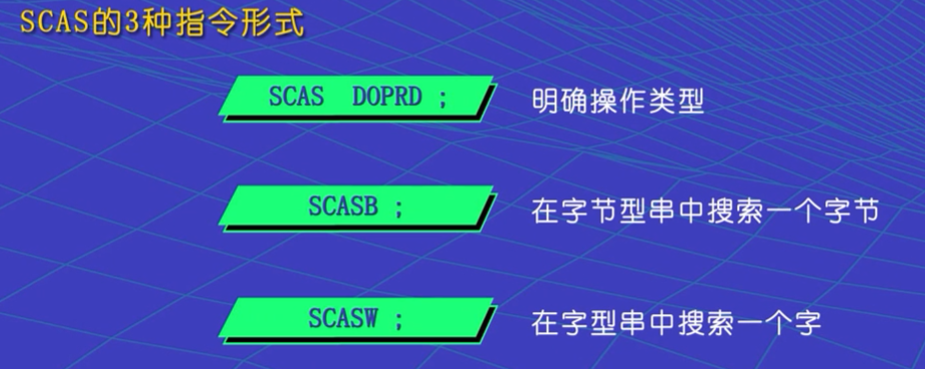 SCAS的3种指令形式
SCAS DOPRD ; 明确操作类型
SCASB ; 在字节型串中搜索一个字节
SCASW ; 在字型串中搜索一个字